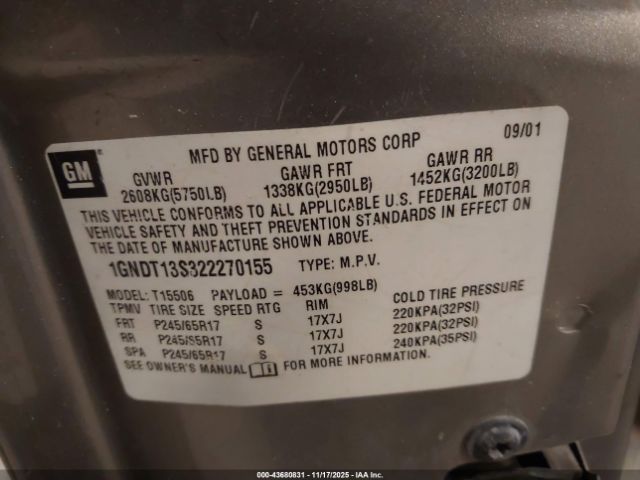 MFD BY GENERAL MOTORS CORP 09/01
GM
GVWR GAWR FRT GAWR RR
2608KG(5750LB) 1338KG(2950LB) 1452KG(3200LB)
THIS VEHICLE CONFORMS TO ALL APPLICABLE U.S. FEDERAL MOTOR
VEHICLE SAFETY AND THEFT PREVENTION STANDARDS IN EFFECT ON
THE DATE OF MANUFACTURE SHOWN ABOVE.
1GNDT13S322270155 TYPE: M.P.V.
MODEL: T15506 PAYLOAD = 453KG(998LB)
TPMV TIRE SIZE SPEED RTG RIM COLD TIRE PRESSURE
FRT P245/65R17 S 17X7J 220KPA(32PSI)
RR P245/65R17 S 17X7J 220KPA(32PSI)
SPA P245/65R17 S 17X7J 240KPA(35PSI)
SEE OWNER'S MANUAL FOR MORE INFORMATION.
000-43680831 - 11/17/2025 - IAA Inc.